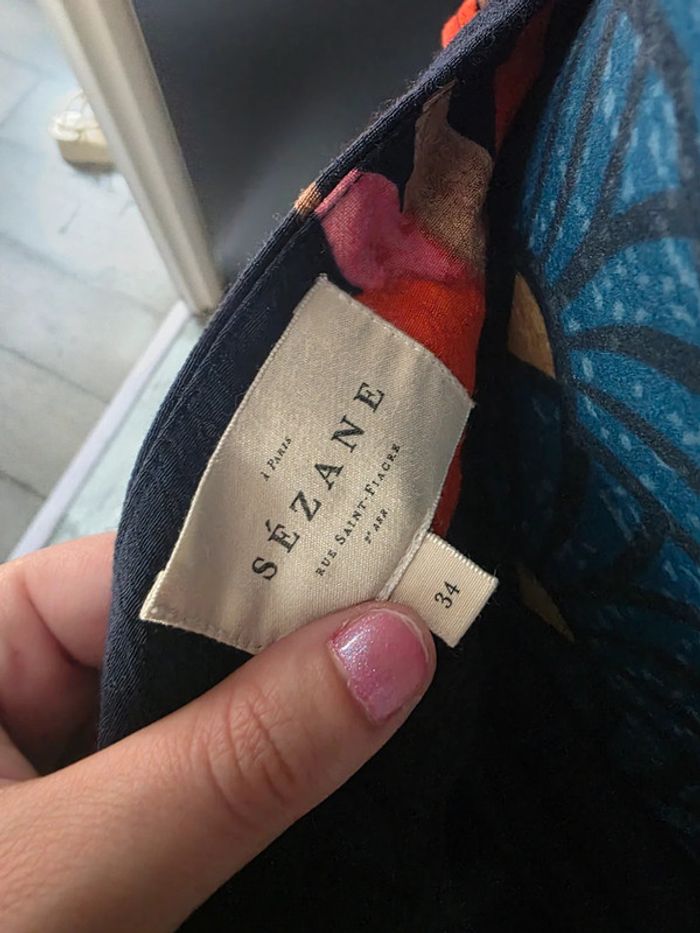 à Paris
SÉZANE
RUE SAINT-FIACRE
2ᵉ ARR
34